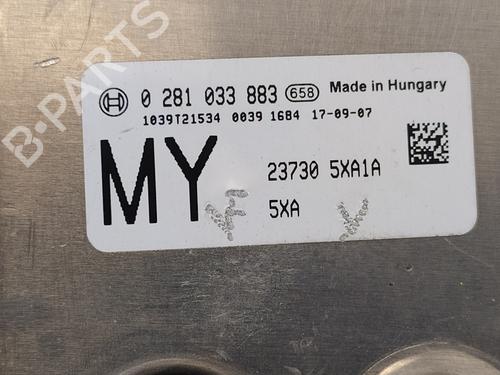 B-PARTS
0 281 033 883 658 Made in Hungary
1039T21534 0039 1684 17-09-07
MY
23730 5XA1A
5XA